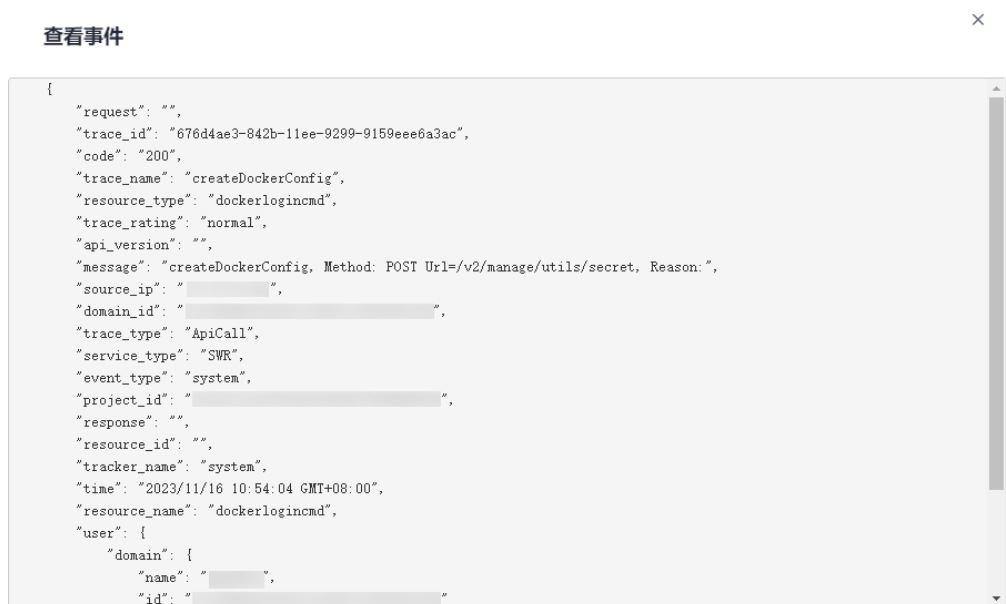 查看事件
{
"request": "",
"trace_id": "676d4ae3-842b-11ee-9299-9159eee6a3ac",
"code": "200",
"trace_name": "createDockerConfig",
"resource_type": "dockerlogincmd",
"trace_rating": "normal",
"api_version": "",
"message": "createDockerConfig, Method: POST Url=/v2/manage/utils/secret, Reason:",
"source_ip": "",
"domain_id": "",
"trace_type": "ApiCall",
"service_type": "SWR",
"event_type": "system",
"project_id": "",
"response": "",
"resource_id": "",
"tracker_name": "system",
"time": "2023/11/16 10:54:04 GMT+08:00",
"resource_name": "dockerlogincmd",
"user": {
"domain": {
"name": "",
"id": ""